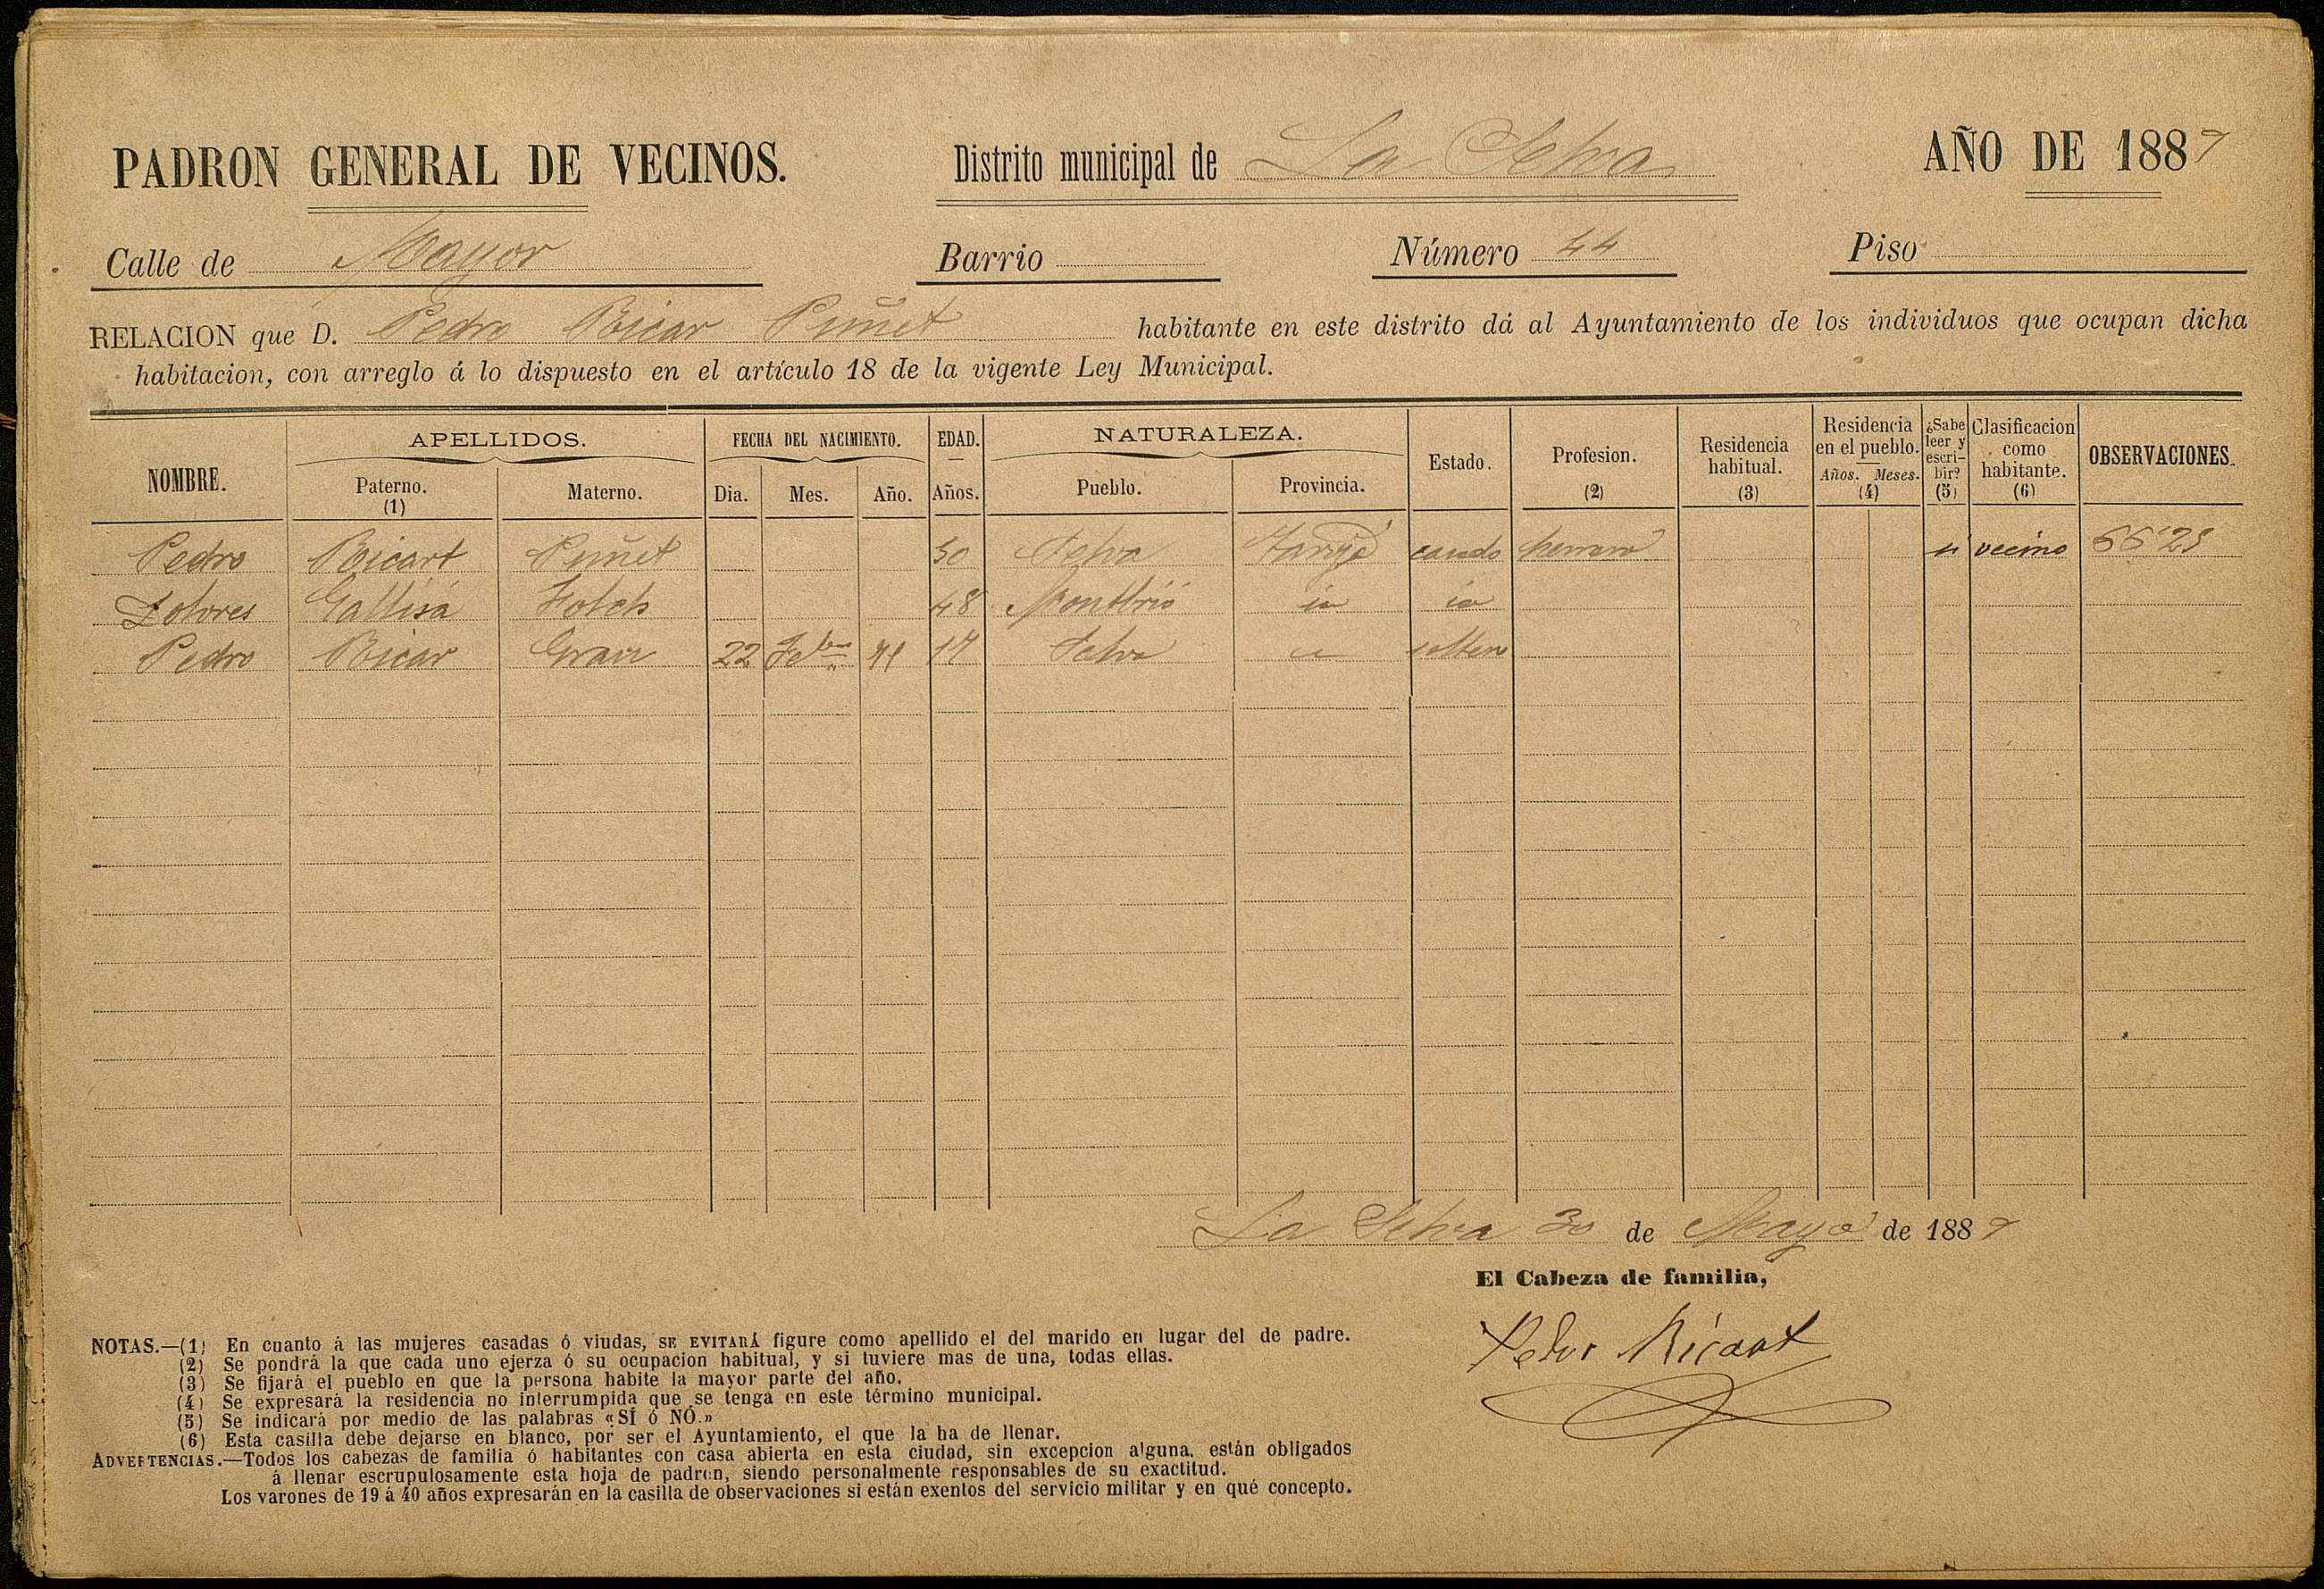 PADRON GENERAL DE VECINOS. Distrito municipal de La Selva AÑO DE 1889
Calle de Mayor Barrio Número 44 Piso
RELACION que D. Pedro Ricar Puñet habitante en este distrito dá al Ayuntamiento de los individuos que ocupan dicha
habitacion, con arreglo á lo dispuesto en el artículo 18 de la vigente Ley Municipal.
NOMBRE. APELLIDOS. Paterno. (1) Materno. FECHA DEL NACIMIENTO. Dia. Mes. Año. EDAD. Años. NATURALEZA. Pueblo. Provincia. Estado. Profesion. (2) Residencia habitual. (3) Residencia en el pueblo. Años. Meses. (4) ¿Sabe leer y escribir? (5) Clasificacion como habitante. (6) OBSERVACIONES.
Pedro Ricart Puñet 50 Selva casado herrero si vecino 66'25
Dolores Gallisá Folch 48 Montbrió id id
Pedro Ricar Grau 22 Feb 71 17 Selva soltero
La Selva 30 de Mayo de 1889
El Cabeza de familia,
Pedro Ricart
NOTAS.—(1) En cuanto á las mujeres casadas ó viudas, SE EVITARÁ figure como apellido el del marido en lugar del de padre.
(2) Se pondrá la que cada uno ejerza ó su ocupacion habitual, y si tuviere mas de una, todas ellas.
(3) Se fijará el pueblo en que la persona habite la mayor parte del año.
(4) Se expresará la residencia no interrumpida que se tenga en este término municipal.
(5) Se indicará por medio de las palabras «SÍ ó NÓ.»
(6) Esta casilla debe dejarse en blanco, por ser el Ayuntamiento, el que la ha de llenar.
ADVERTENCIAS.—Todos los cabezas de familia ó habitantes con casa abierta en esta ciudad, sin excepcion alguna, están obligados
á llenar escrupulosamente esta hoja de padron, siendo personalmente responsables de su exactitud.
Los varones de 19 á 40 años expresarán en la casilla de observaciones si están exentos del servicio militar y en qué concepto.